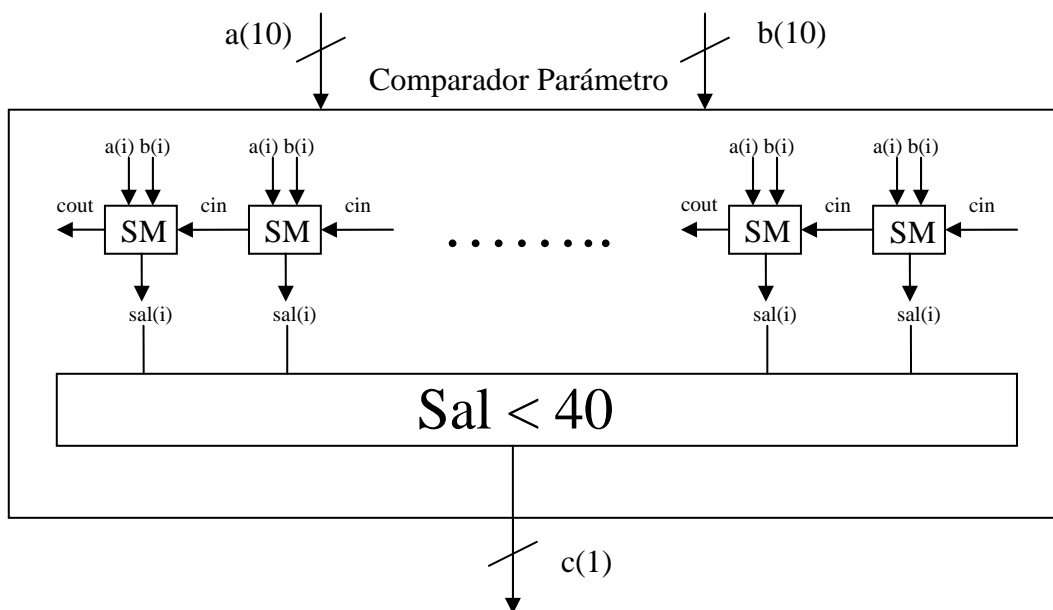 a(10) b(10)
Comparador Parámetro
a(i) b(i) a(i) b(i) a(i) b(i) a(i) b(i)
cout cin cin cout cin cin
SM SM ........ SM SM
sal(i) sal(i) sal(i) sal(i)
Sal < 40
c(1)